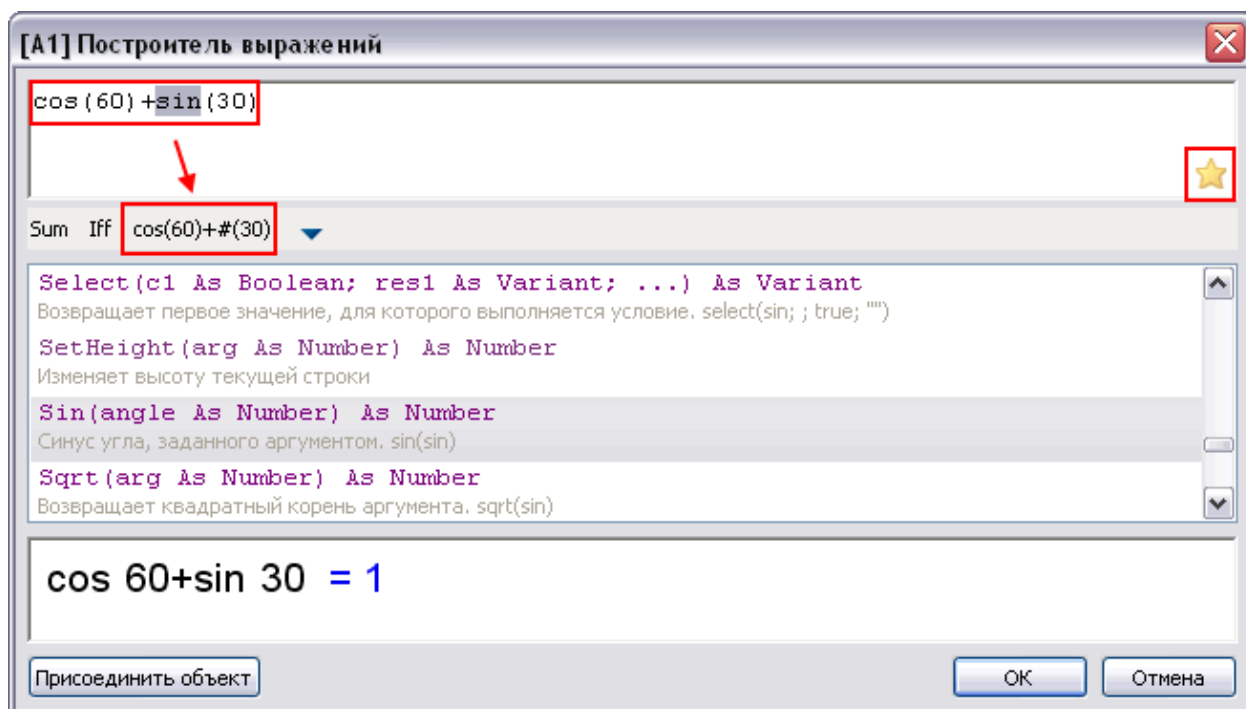 [A1] Построитель выражений
cos(60)+sin(30)
Sum Iff cos(60)+#(30)
Select(c1 As Boolean; res1 As Variant; ...) As Variant
Возвращает первое значение, для которого выполняется условие. select(sin; ; true; "")
SetHeight(arg As Number) As Number
Изменяет высоту текущей строки
Sin(angle As Number) As Number
Синус угла, заданного аргументом. sin(sin)
Sqrt(arg As Number) As Number
Возвращает квадратный корень аргумента. sqrt(sin)
cos 60+sin 30 = 1
Присоединить объект ОК Отмена